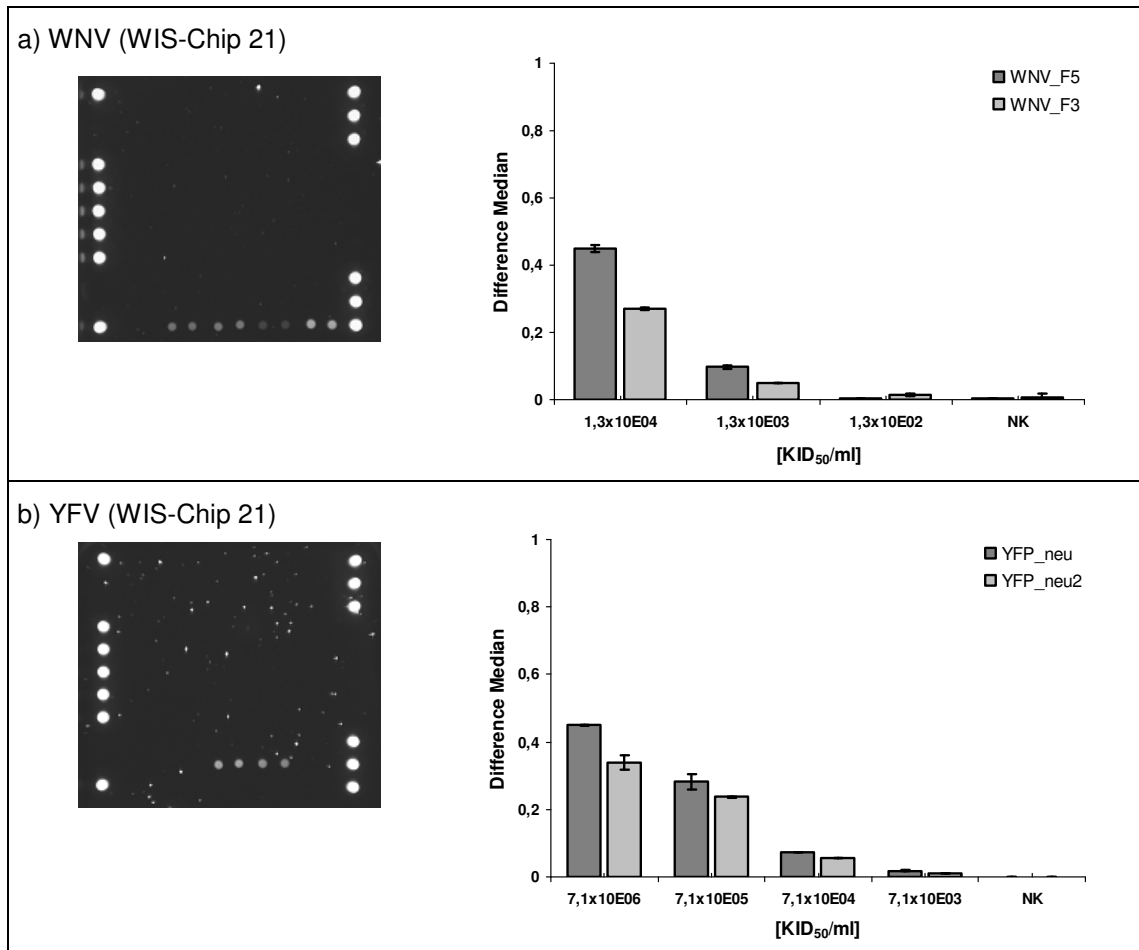 a) WNV (WIS-Chip 21)
Difference Median
1
0,8
0,6
0,4
0,2
0
WNV_F5
WNV_F3
1,3x10E04 1,3x10E03 1,3x10E02 NK
[KID50/ml]
b) YFV (WIS-Chip 21)
Difference Median
1
0,8
0,6
0,4
0,2
0
YFP_neu
YFP_neu2
7,1x10E06 7,1x10E05 7,1x10E04 7,1x10E03 NK
[KID50/ml]